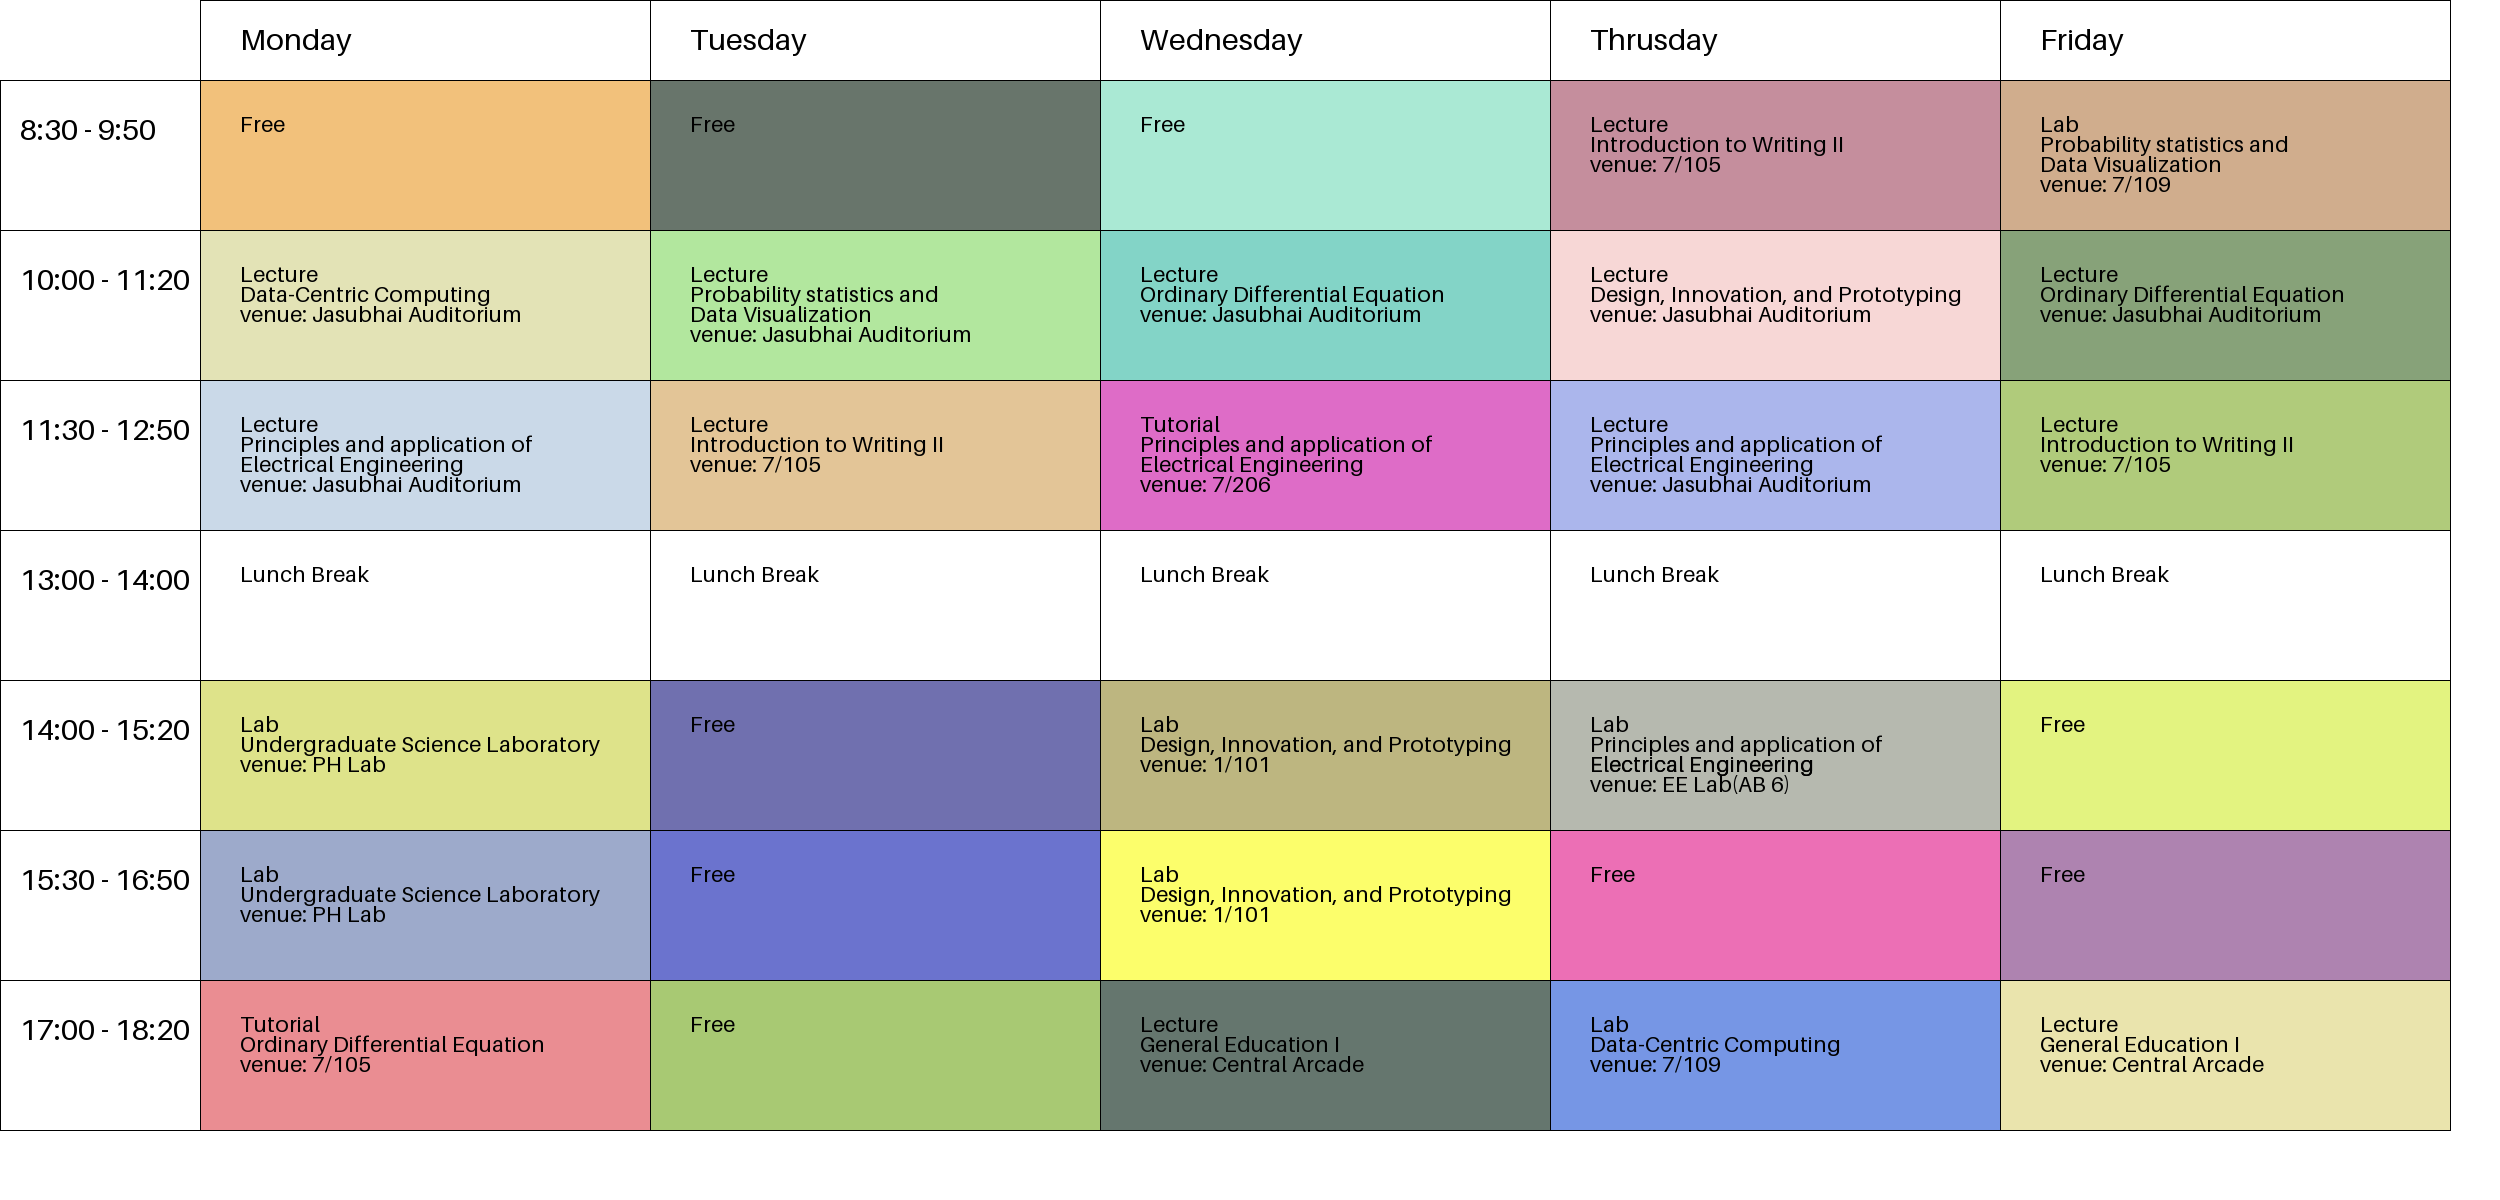 Monday
Tuesday
Wednesday
Thrusday
Friday
8:30 - 9:50
Free
Free
Free
Lecture
Introduction to Writing II
venue: 7/105
Lab
Probability statistics and
Data Visualization
venue: 7/109
10:00 - 11:20
Lecture
Data-Centric Computing
venue: Jasubhai Auditorium
Lecture
Probability statistics and
Data Visualization
venue: Jasubhai Auditorium
Lecture
Ordinary Differential Equation
venue: Jasubhai Auditorium
Lecture
Design, Innovation, and Prototyping
venue: Jasubhai Auditorium
Lecture
Ordinary Differential Equation
venue: Jasubhai Auditorium
11:30 - 12:50
Lecture
Principles and application of
Electrical Engineering
venue: Jasubhai Auditorium
Lecture
Introduction to Writing II
venue: 7/105
Tutorial
Principles and application of
Electrical Engineering
venue: 7/206
Lecture
Principles and application of
Electrical Engineering
venue: Jasubhai Auditorium
Lecture
Introduction to Writing II
venue: 7/105
13:00 - 14:00
Lunch Break
Lunch Break
Lunch Break
Lunch Break
Lunch Break
14:00 - 15:20
Lab
Undergraduate Science Laboratory
venue: PH Lab
Free
Lab
Design, Innovation, and Prototyping
venue: 1/101
Lab
Principles and application of
Electrical Engineering
venue: EE Lab(AB 6)
Free
15:30 - 16:50
Lab
Undergraduate Science Laboratory
venue: PH Lab
Free
Lab
Design, Innovation, and Prototyping
venue: 1/101
Free
Free
17:00 - 18:20
Tutorial
Ordinary Differential Equation
venue: 7/105
Free
Lecture
General Education I
venue: Central Arcade
Lab
Data-Centric Computing
venue: 7/109
Lecture
General Education I
venue: Central Arcade